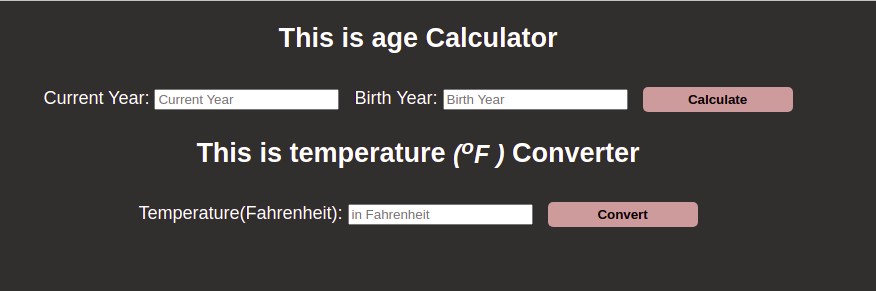 This is age Calculator
Current Year: Current Year Birth Year: Birth Year Calculate
This is temperature (ºF ) Converter
Temperature(Fahrenheit): in Fahrenheit Convert